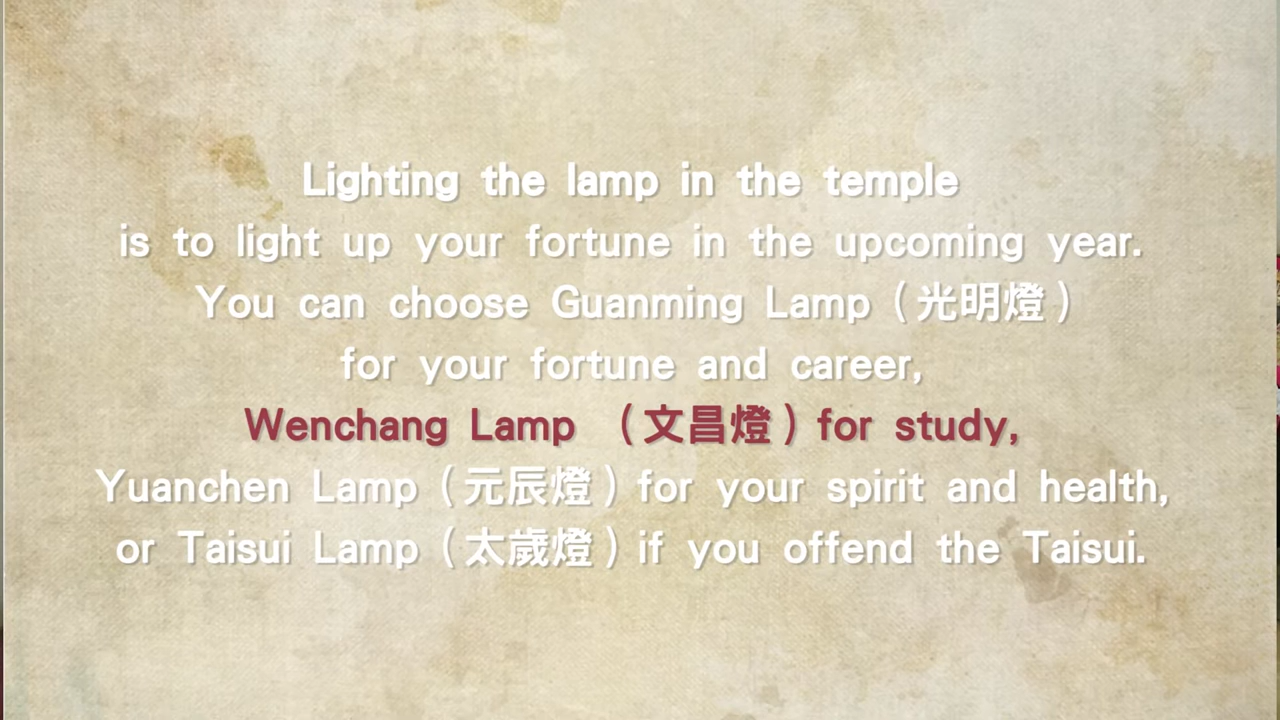 Lighting the lamp in the temple
is to light up your fortune in the upcoming year.
You can choose Guanming Lamp（光明燈）
for your fortune and career,
Wenchang Lamp （文昌燈）for study,
Yuanchen Lamp（元辰燈）for your spirit and health,
or Taisui Lamp（太歲燈）if you offend the Taisui.